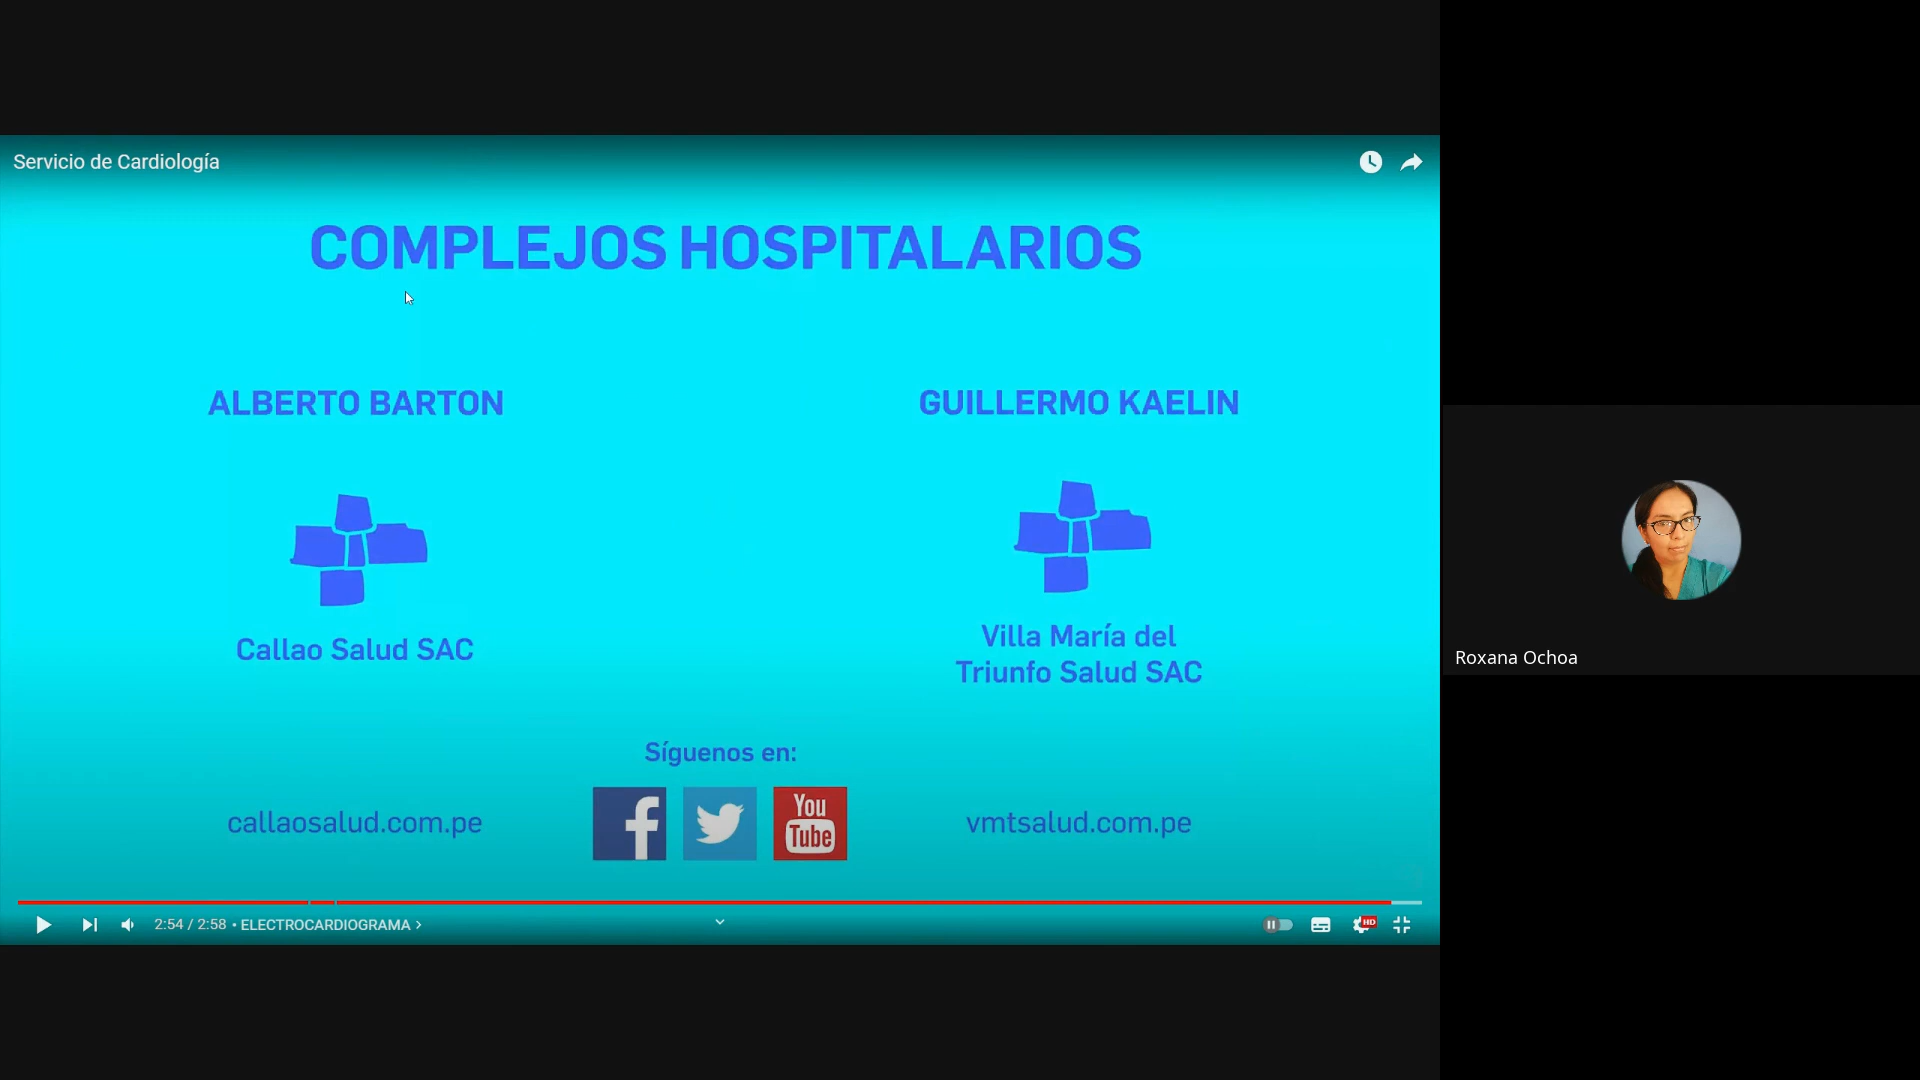 Servicio de Cardiología
COMPLEJOS HOSPITALARIOS
ALBERTO BARTON
GUILLERMO KAELIN
Callao Salud SAC
Villa María del
Triunfo Salud SAC
Síguenos en:
callaosalud.com.pe
You
Tube
vmtsalud.com.pe
2:54 / 2:58 • ELECTROCARDIOGRAMA >
HD
Roxana Ochoa